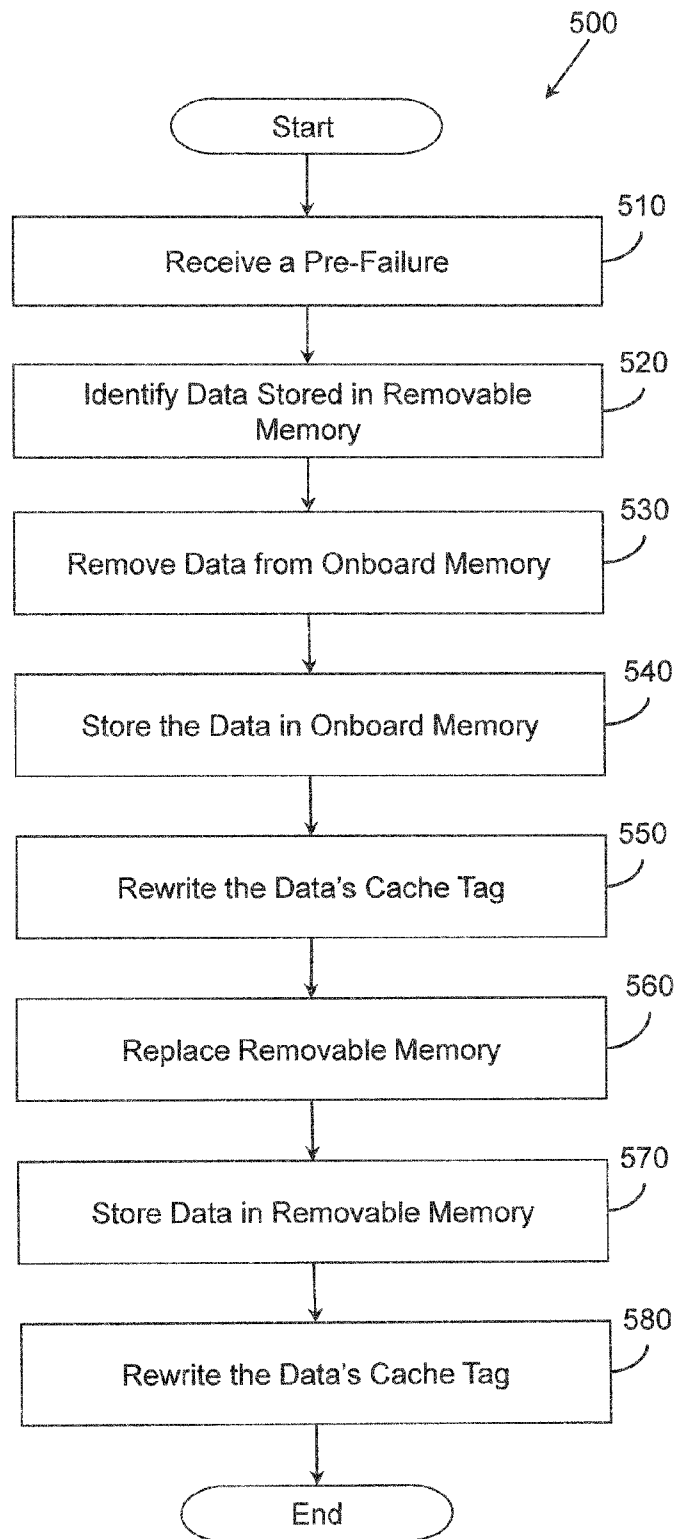 500
Start
510
Receive a Pre-Failure
520
Identify Data Stored in Removable
Memory
530
Remove Data from Onboard Memory
540
Store the Data in Onboard Memory
550
Rewrite the Data's Cache Tag
560
Replace Removable Memory
570
Store Data in Removable Memory
580
Rewrite the Data's Cache Tag
End